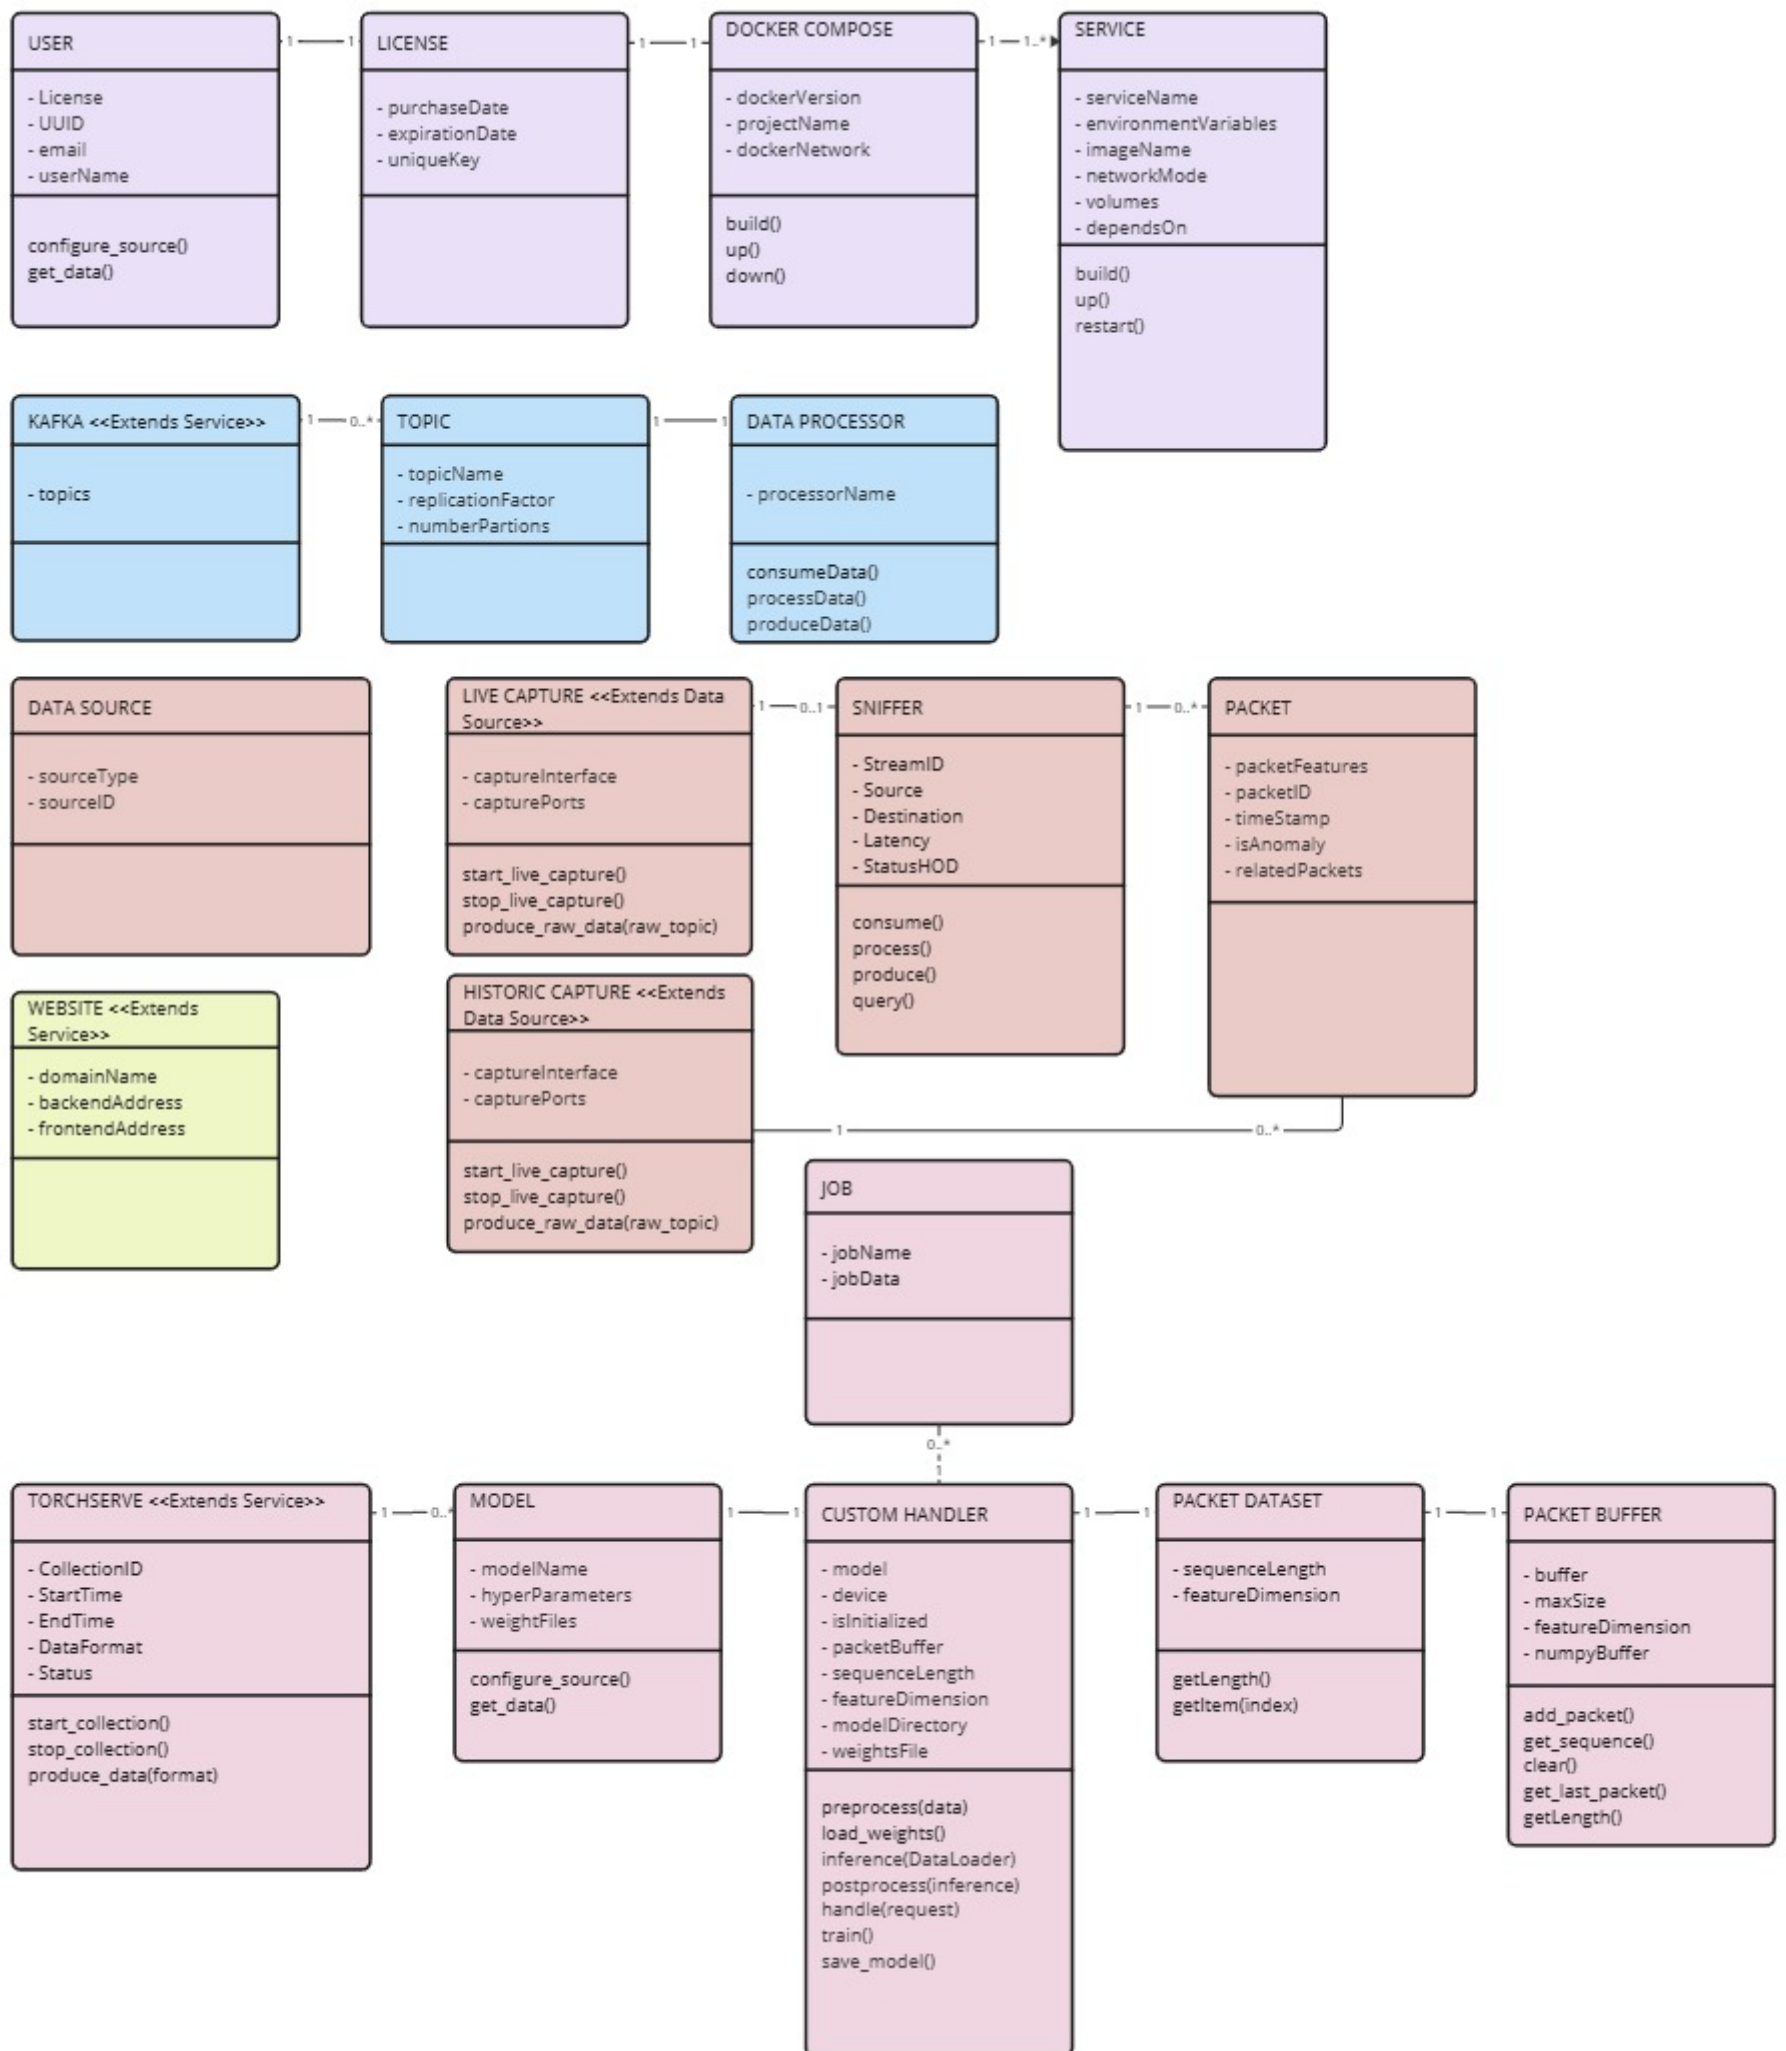 USER
- License
- UUID
- email
- userName
configure_source()
get_data()
1
1
LICENSE
- purchaseDate
- expirationDate
- uniqueKey
1
1
DOCKER COMPOSE
- dockerVersion
- projectName
- dockerNetwork
build()
up()
down()
1
1..*
SERVICE
- serviceName
- environmentVariables
- imageName
- networkMode
- volumes
- dependsOn
build()
up()
restart()
KAFKA <<Extends Service>>
- topics
1
0..*
TOPIC
- topicName
- replicationFactor
- numberPartions
1
1
DATA PROCESSOR
- processorName
consumeData()
processData()
produceData()
DATA SOURCE
- sourceType
- sourceID
LIVE CAPTURE <<Extends Data
Source>>
- captureInterface
- capturePorts
start_live_capture()
stop_live_capture()
produce_raw_data(raw_topic)
1
0..1
SNIFFER
- StreamID
- Source
- Destination
- Latency
- StatusHOD
consume()
process()
produce()
query()
1
0..*
PACKET
- packetFeatures
- packetID
- timeStamp
- isAnomaly
- relatedPackets
WEBSITE <<Extends
Service>>
- domainName
- backendAddress
- frontendAddress
HISTORIC CAPTURE <<Extends
Data Source>>
- captureInterface
- capturePorts
start_live_capture()
stop_live_capture()
produce_raw_data(raw_topic)
1
0..*
JOB
- jobName
- jobData
0..*
1
TORCHSERVE <<Extends Service>>
- CollectionID
- StartTime
- EndTime
- DataFormat
- Status
start_collection()
stop_collection()
produce_data(format)
1
0..*
MODEL
- modelName
- hyperParameters
- weightFiles
configure_source()
get_data()
1
1
CUSTOM HANDLER
- model
- device
- isInitialized
- packetBuffer
- sequenceLength
- featureDimension
- modelDirectory
- weightsFile
preprocess(data)
load_weights()
inference(DataLoader)
postprocess(inference)
handle(request)
train()
save_model()
1
1
PACKET DATASET
- sequenceLength
- featureDimension
getLength()
getItem(index)
1
1
PACKET BUFFER
- buffer
- maxSize
- featureDimension
- numpyBuffer
add_packet()
get_sequence()
clear()
get_last_packet()
getLength()